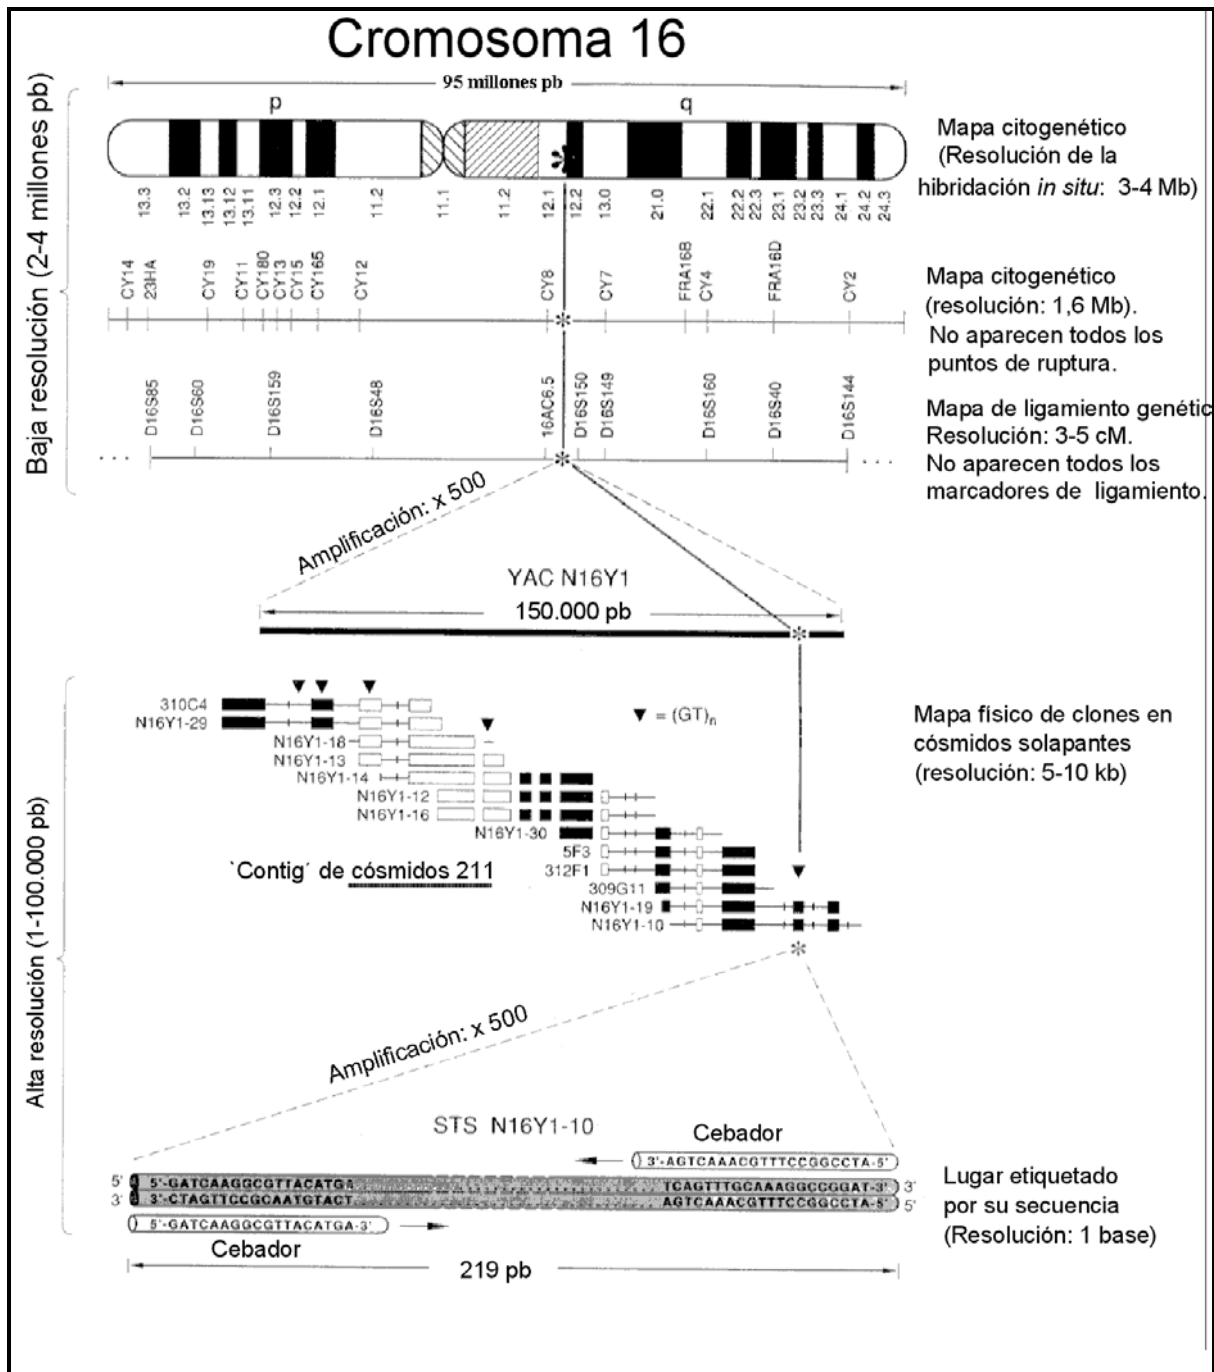 Cromosoma 16
95 millones pb
p
q
Baja resolución (2-4 millones pb)
Mapa citogenético
(Resolución de la
hibridación in situ: 3-4 Mb)
13.3
13.2
13.13
13.12
13.11
12.3
12.2
12.1
11.2
11.1
11.2
12.1
12.2
13.0
21.0
22.1
22.2
22.3
23.1
23.2
23.3
24.1
24.2
24.3
CY14
23HA
CY19
CY11
CY180
CY13
CY15
CY165
CY12
CY8
CY7
FRA16B
CY4
FRA16D
CY2
Mapa citogenético
(resolución: 1,6 Mb).
No aparecen todos los
puntos de ruptura.
D16S85
D16S60
D16S159
D16S48
16AC6.5
D16S150
D16S149
D16S160
D16S40
D16S144
Mapa de ligamiento genétic
Resolución: 3-5 cM.
No aparecen todos los
marcadores de ligamiento.
Amplificación: x 500
YAC N16Y1
150.000 pb
Alta resolución (1-100.000 pb)
310C4
N16Y1-29
N16Y1-18
N16Y1-13
N16Y1-14
N16Y1-12
N16Y1-16
N16Y1-30
5F3
312F1
309G11
N16Y1-19
N16Y1-10
▼ = (GT)n
Mapa físico de clones en
cósmidos solapantes
(resolución: 5-10 kb)
`Contig´ de cósmidos 211
Amplificación: x 500
STS N16Y1-10
Cebador
3'-AGTCAAACGTTTCCGGCCTA-5'
5' 5'-GATCAAGGCGTTACATGA TCAGTTTGCAAAGGCCGGAT-3' 3'
3' 3'-CTAGTTCCGCAATGTACT AGTCAAACGTTTCCGGCCTA-5' 5'
5'-GATCAAGGCGTTACATGA-3'
Cebador
219 pb
Lugar etiquetado
por su secuencia
(Resolución: 1 base)